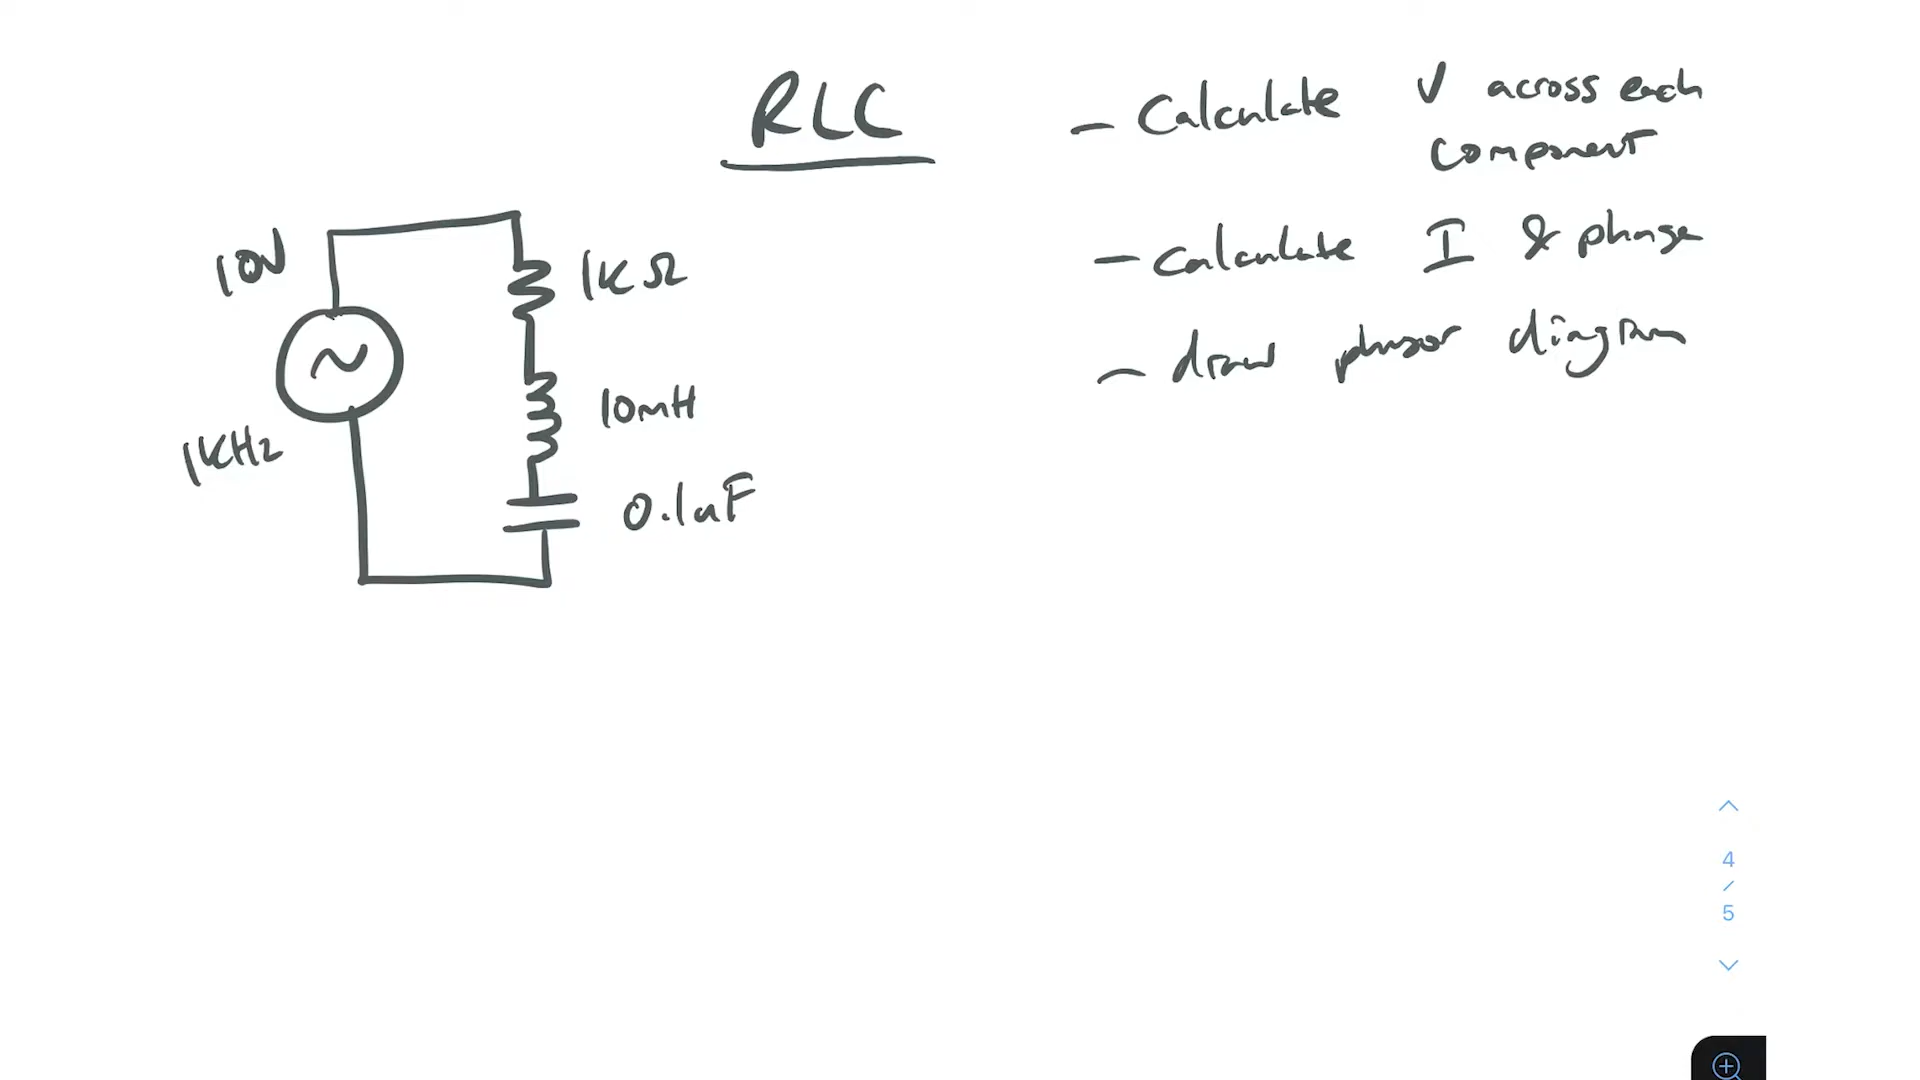 RLC
- Calculate V across each
component
- Calculate I & phase
- draw phasor diagram
10V
1KΩ
10mH
1KHz
0.1uF
4
/
5